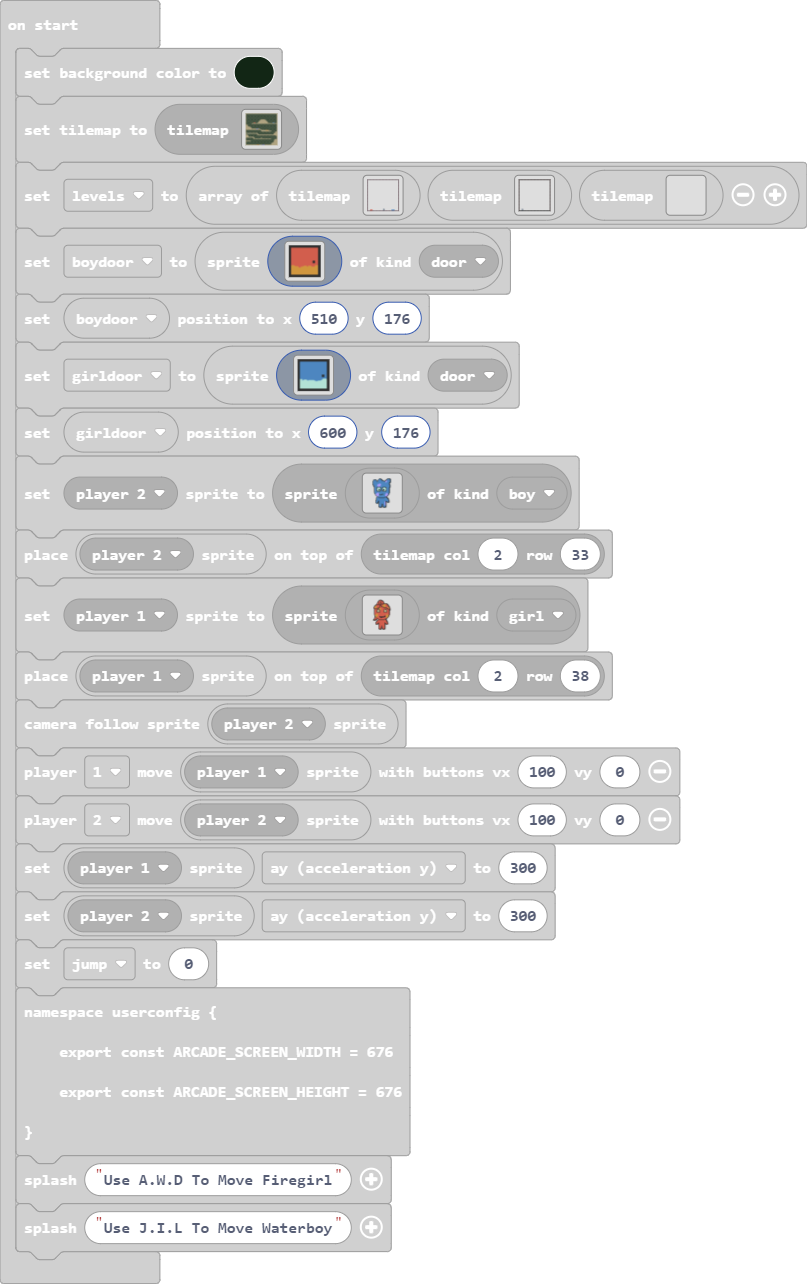 on start
set background color to
set tilemap to tilemap
set levels to array of tilemap tilemap tilemap
set boydoor to sprite of kind door
set boydoor position to x 510 y 176
set girldoor to sprite of kind door
set girldoor position to x 600 y 176
set player 2 sprite to sprite of kind boy
place player 2 sprite on top of tilemap col 2 row 33
set player 1 sprite to sprite of kind girl
place player 1 sprite on top of tilemap col 2 row 38
camera follow sprite player 2 sprite
player 1 move player 1 sprite with buttons vx 100 vy 0
player 2 move player 2 sprite with buttons vx 100 vy 0
set player 1 sprite ay (acceleration y) to 300
set player 2 sprite ay (acceleration y) to 300
set jump to 0
namespace userconfig {
export const ARCADE_SCREEN_WIDTH = 676
export const ARCADE_SCREEN_HEIGHT = 676
}
splash "Use A.W.D To Move Firegirl"
splash "Use J.I.L To Move Waterboy"